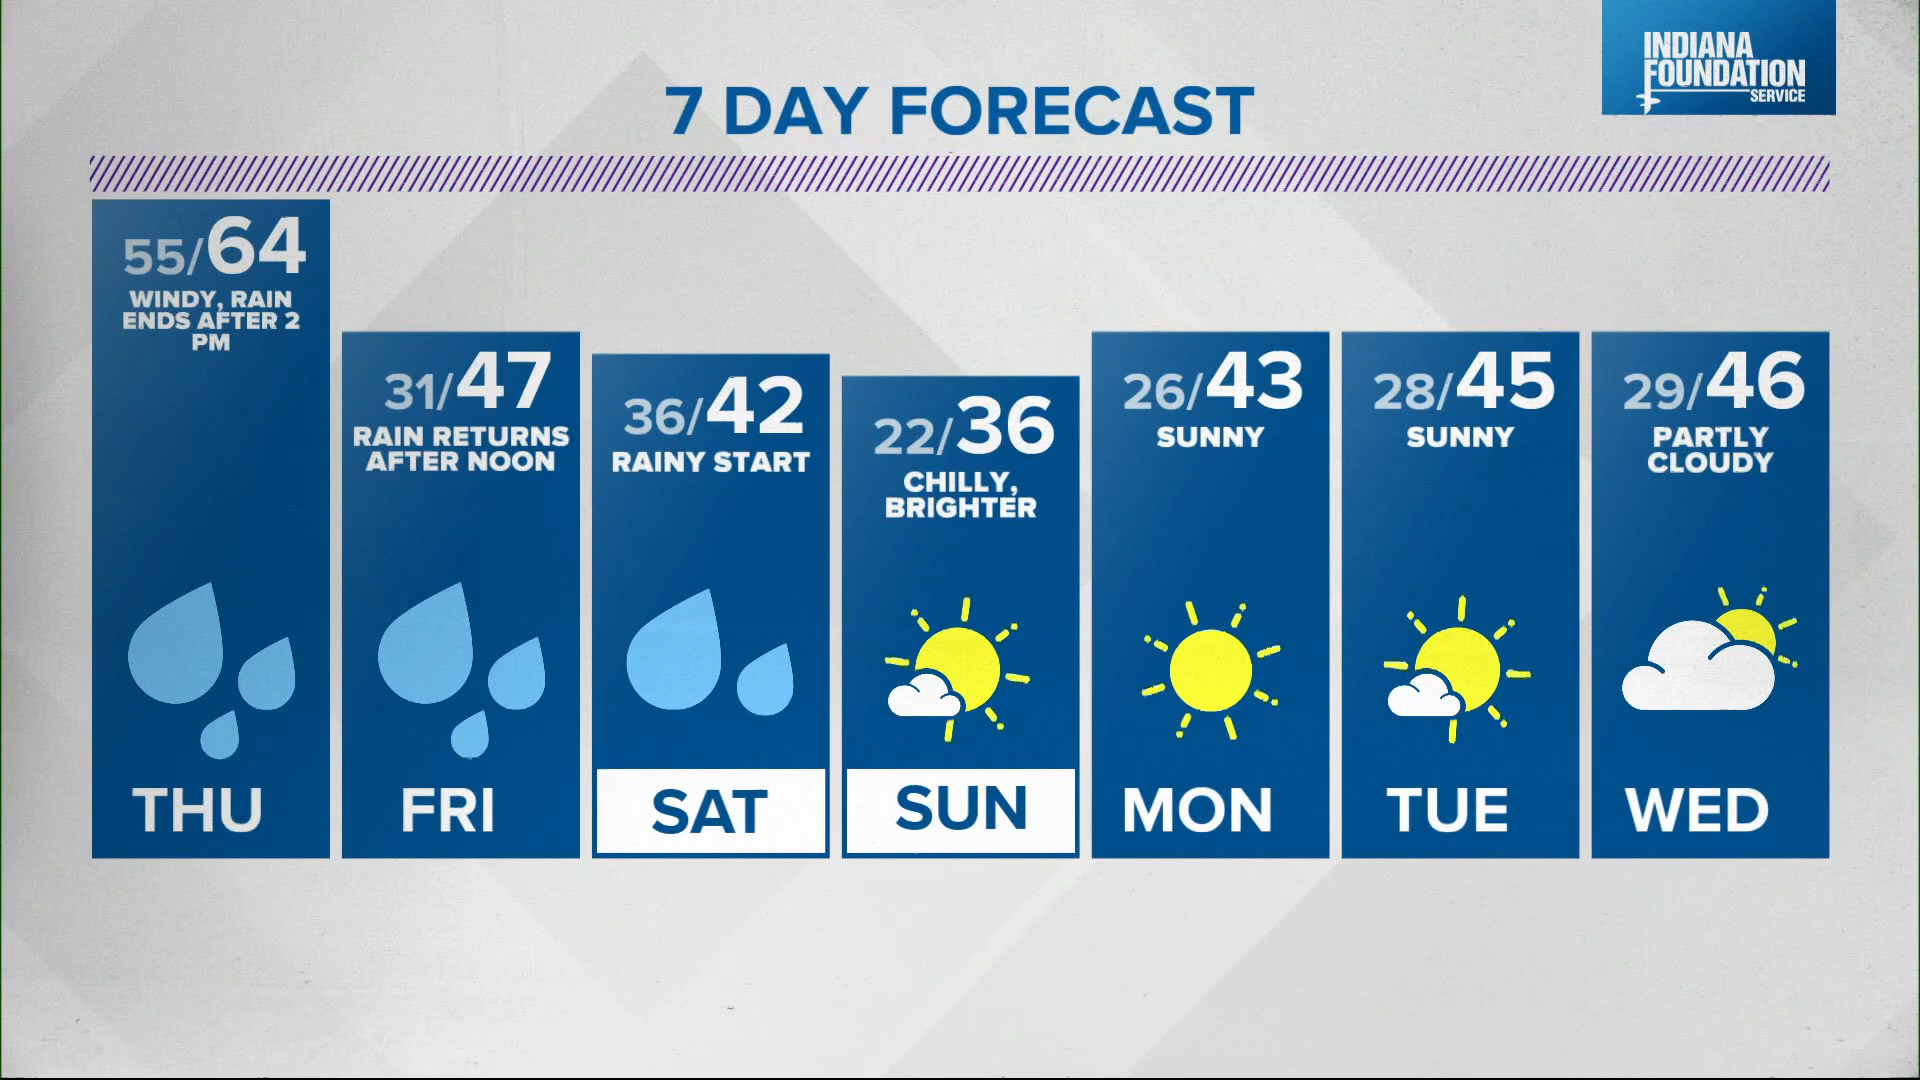 INDIANA
FOUNDATION
SERVICE
7 DAY FORECAST
55/64
WINDY, RAIN
ENDS AFTER 2
PM
THU
31/47
RAIN RETURNS
AFTER NOON
FRI
36/42
RAINY START
SAT
22/36
CHILLY,
BRIGHTER
SUN
26/43
SUNNY
MON
28/45
SUNNY
TUE
29/46
PARTLY
CLOUDY
WED